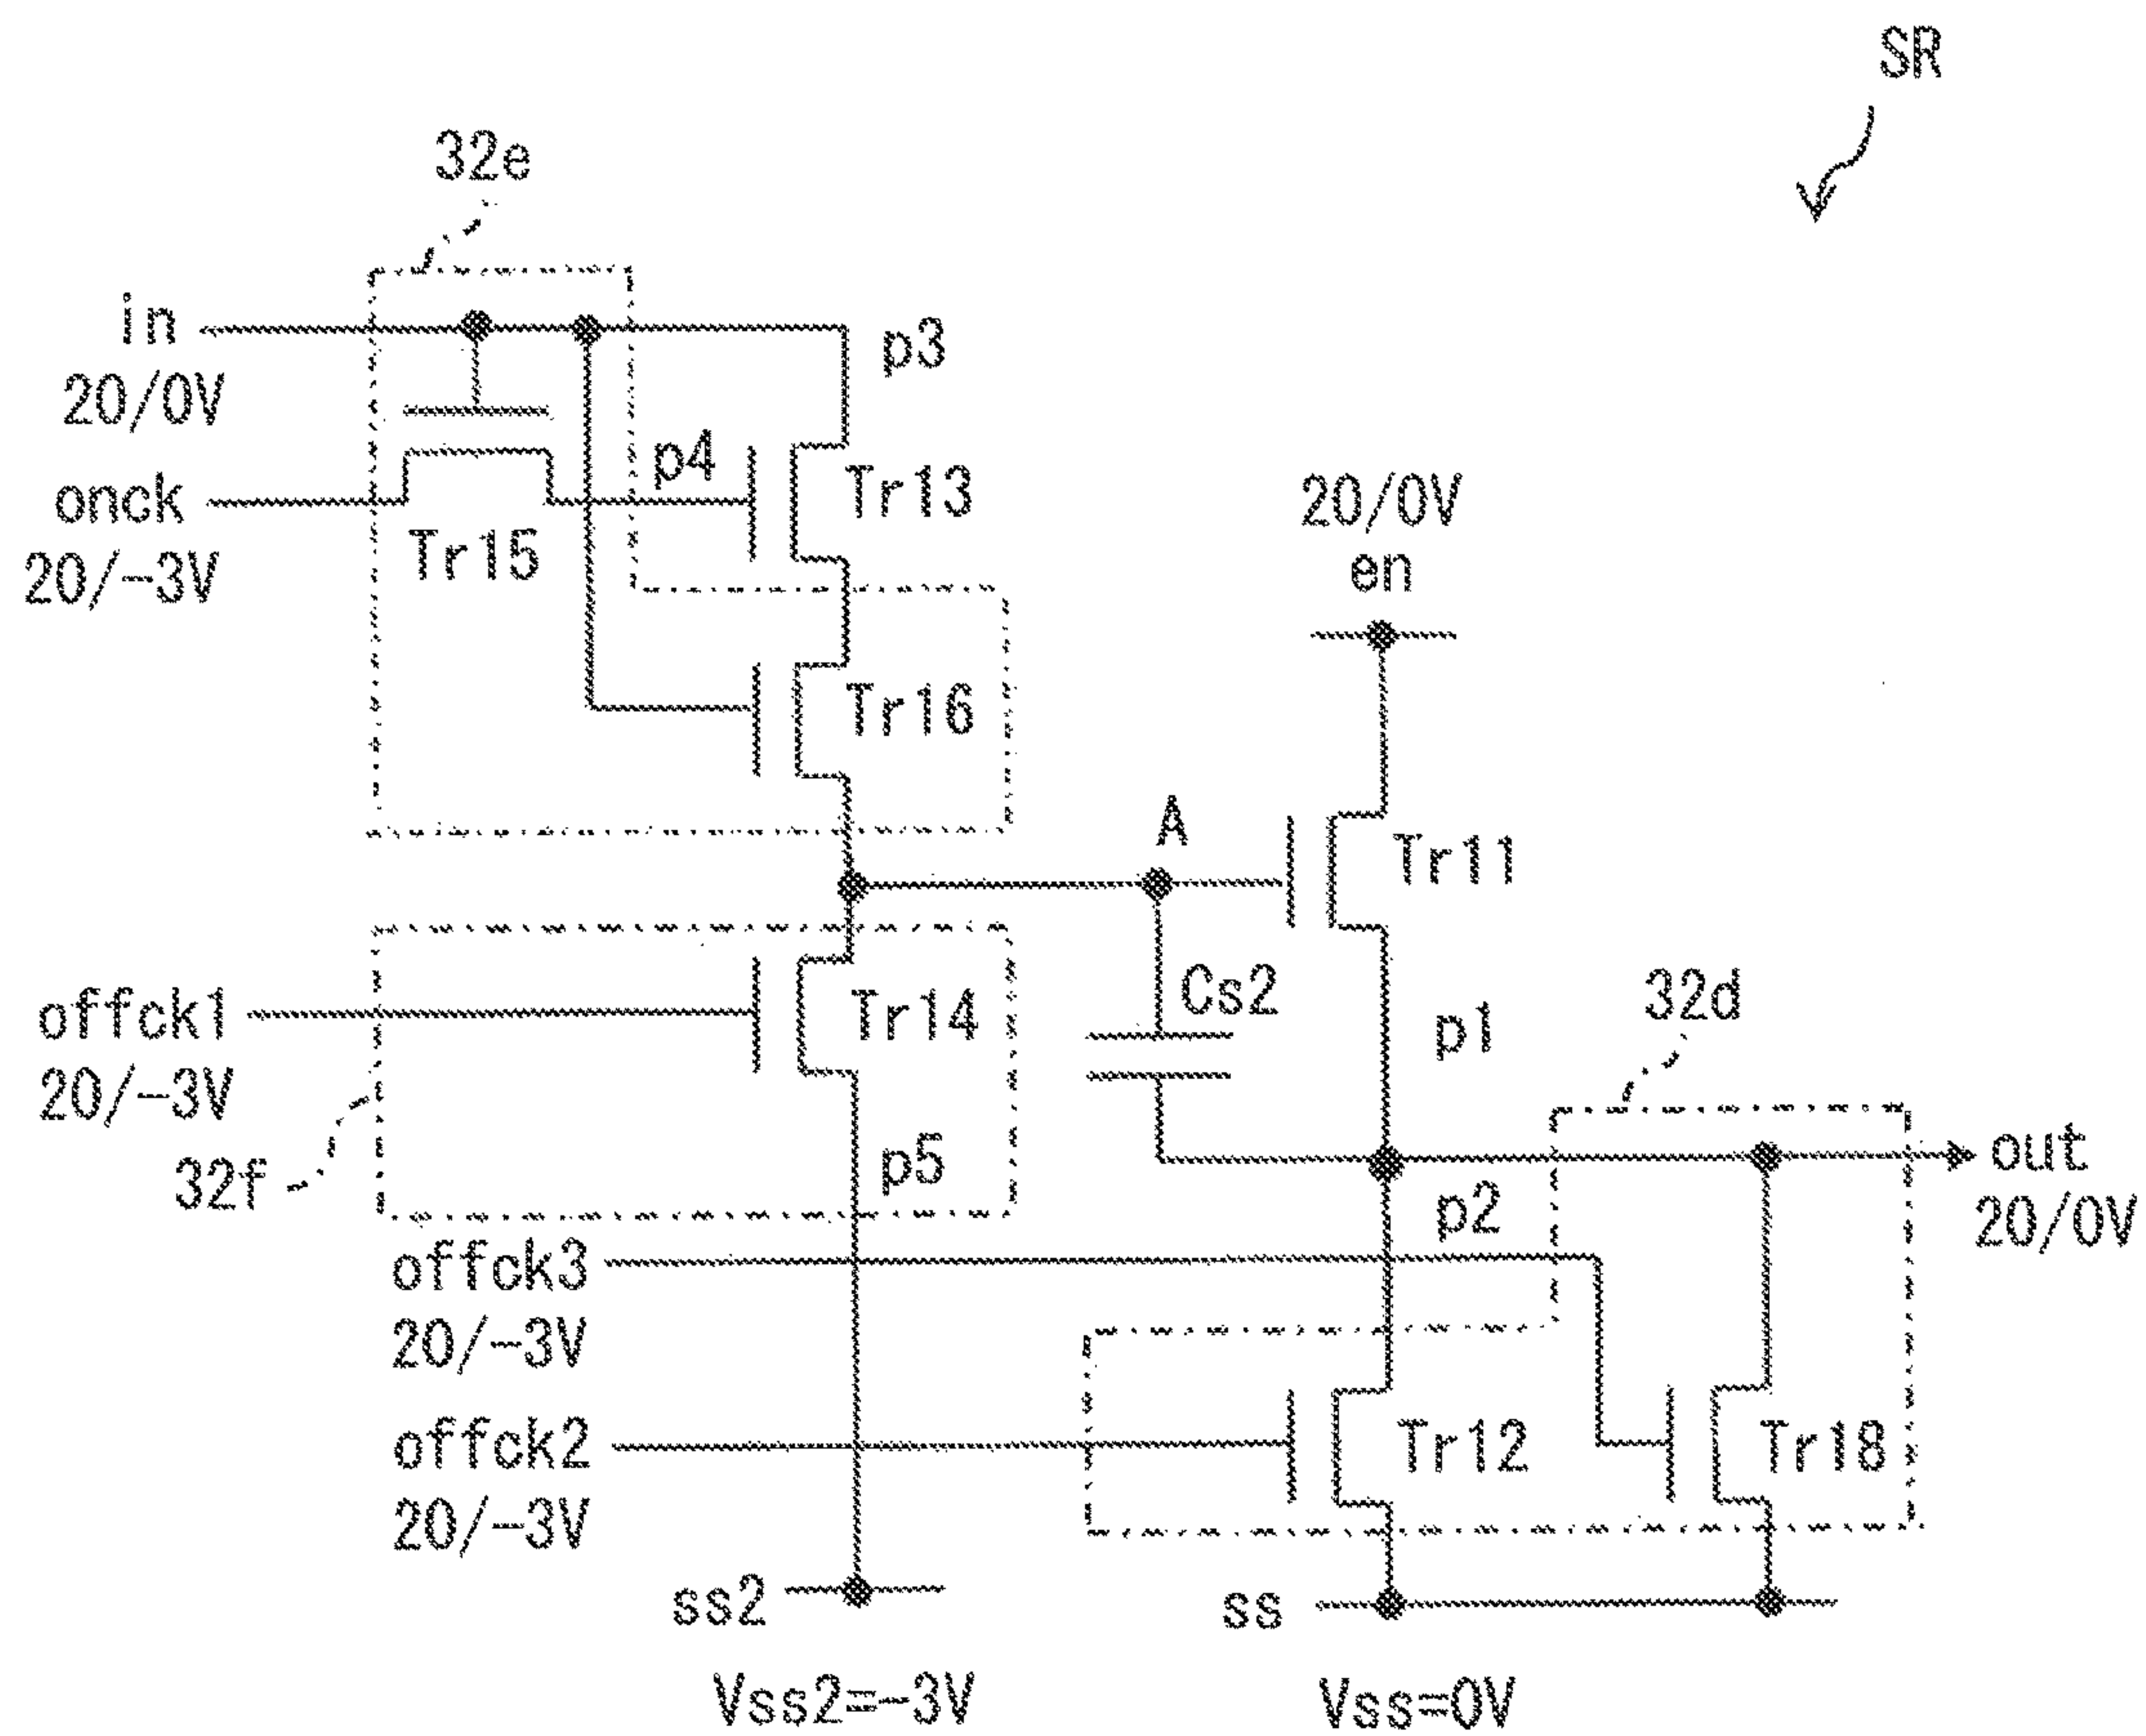 SR
32e
in
20/0V
p3
onck
20/-3V
p4
Tr13
Tr15
20/0V
en
Tr16
A
Tr11
offck1
20/-3V
Tr14
Cs2
p1
32d
32f
p5
out
20/0V
p2
offck3
20/-3V
offck2
20/-3V
Tr12
Tr18
ss2
ss
Vss2=-3V
Vss=0V